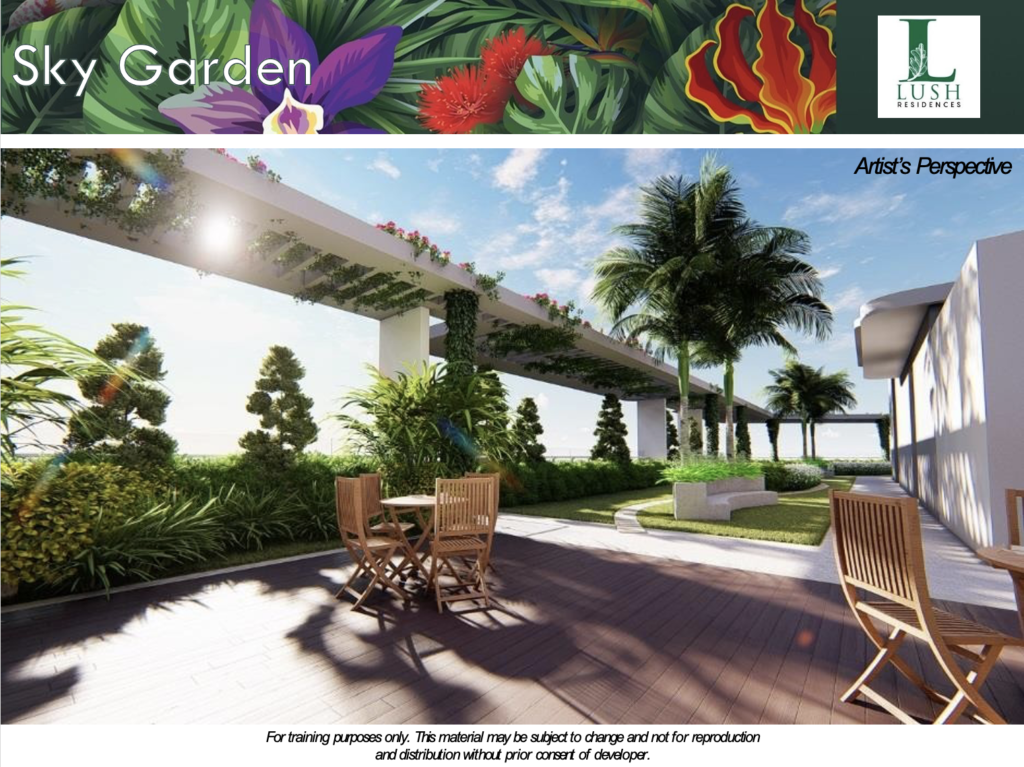 Sky Garden
L
LUSH
RESIDENCES
Artist's Perspective
For training purposes only. This material may be subject to change and not for reproduction
and distribution without prior consent of developer.